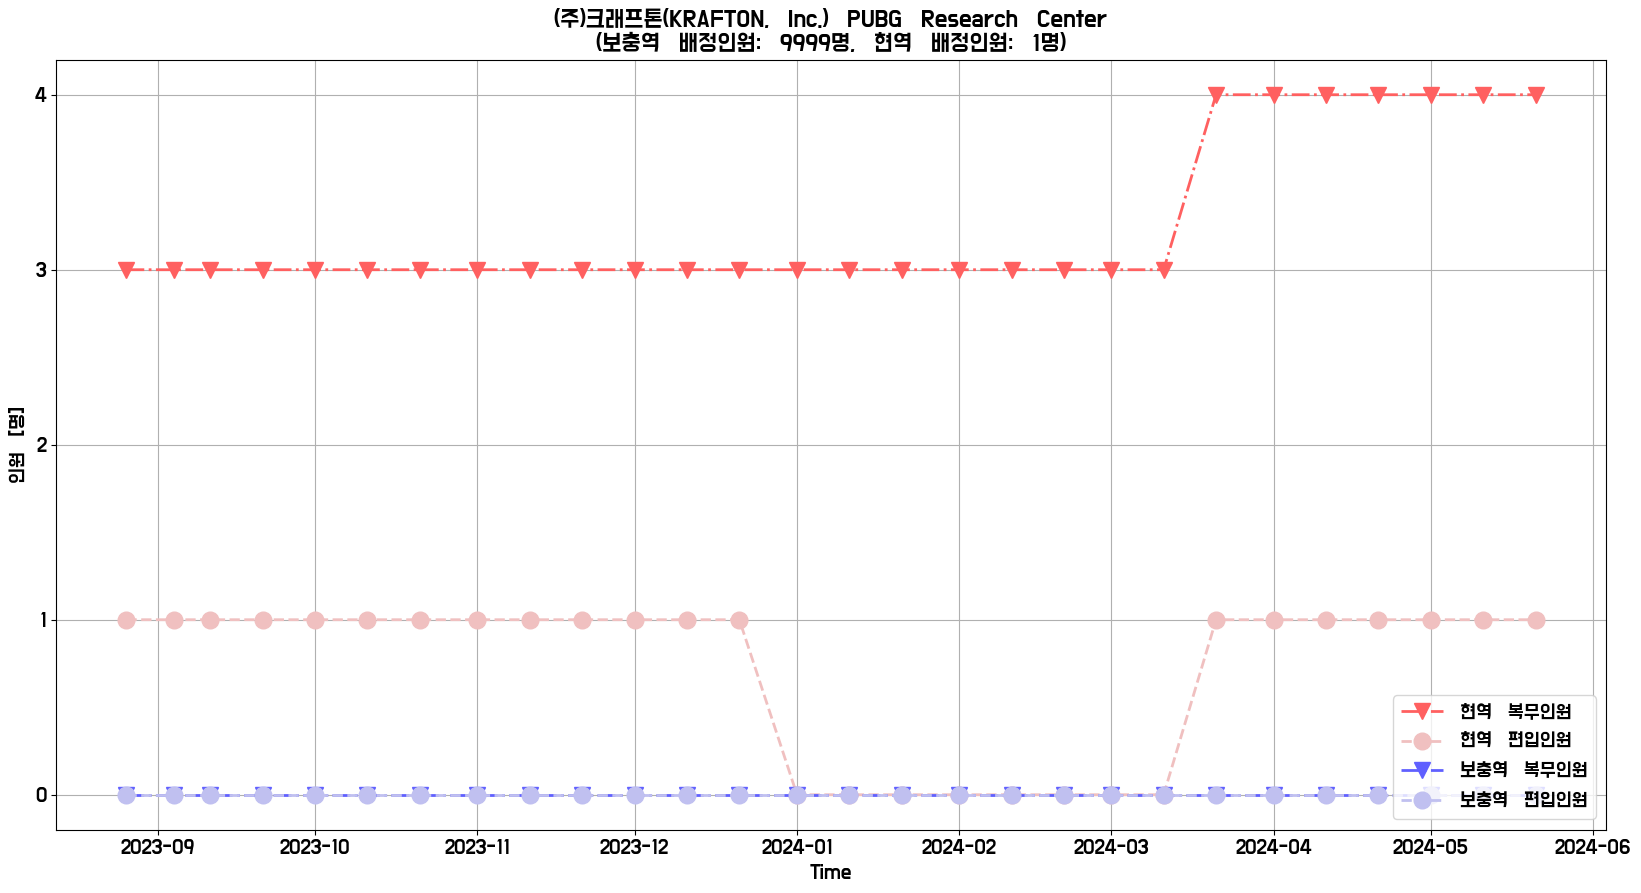 (주)크래프톤(KRAFTON, Inc.) PUBG Research Center
(보충역 배정인원: 9999명, 현역 배정인원: 1명)
인원 [명]
4
3
2
1
0
현역 복무인원
현역 편입인원
보충역 복무인원
보충역 편입인원
2023-09 2023-10 2023-11 2023-12 2024-01 2024-02 2024-03 2024-04 2024-05 2024-06
Time